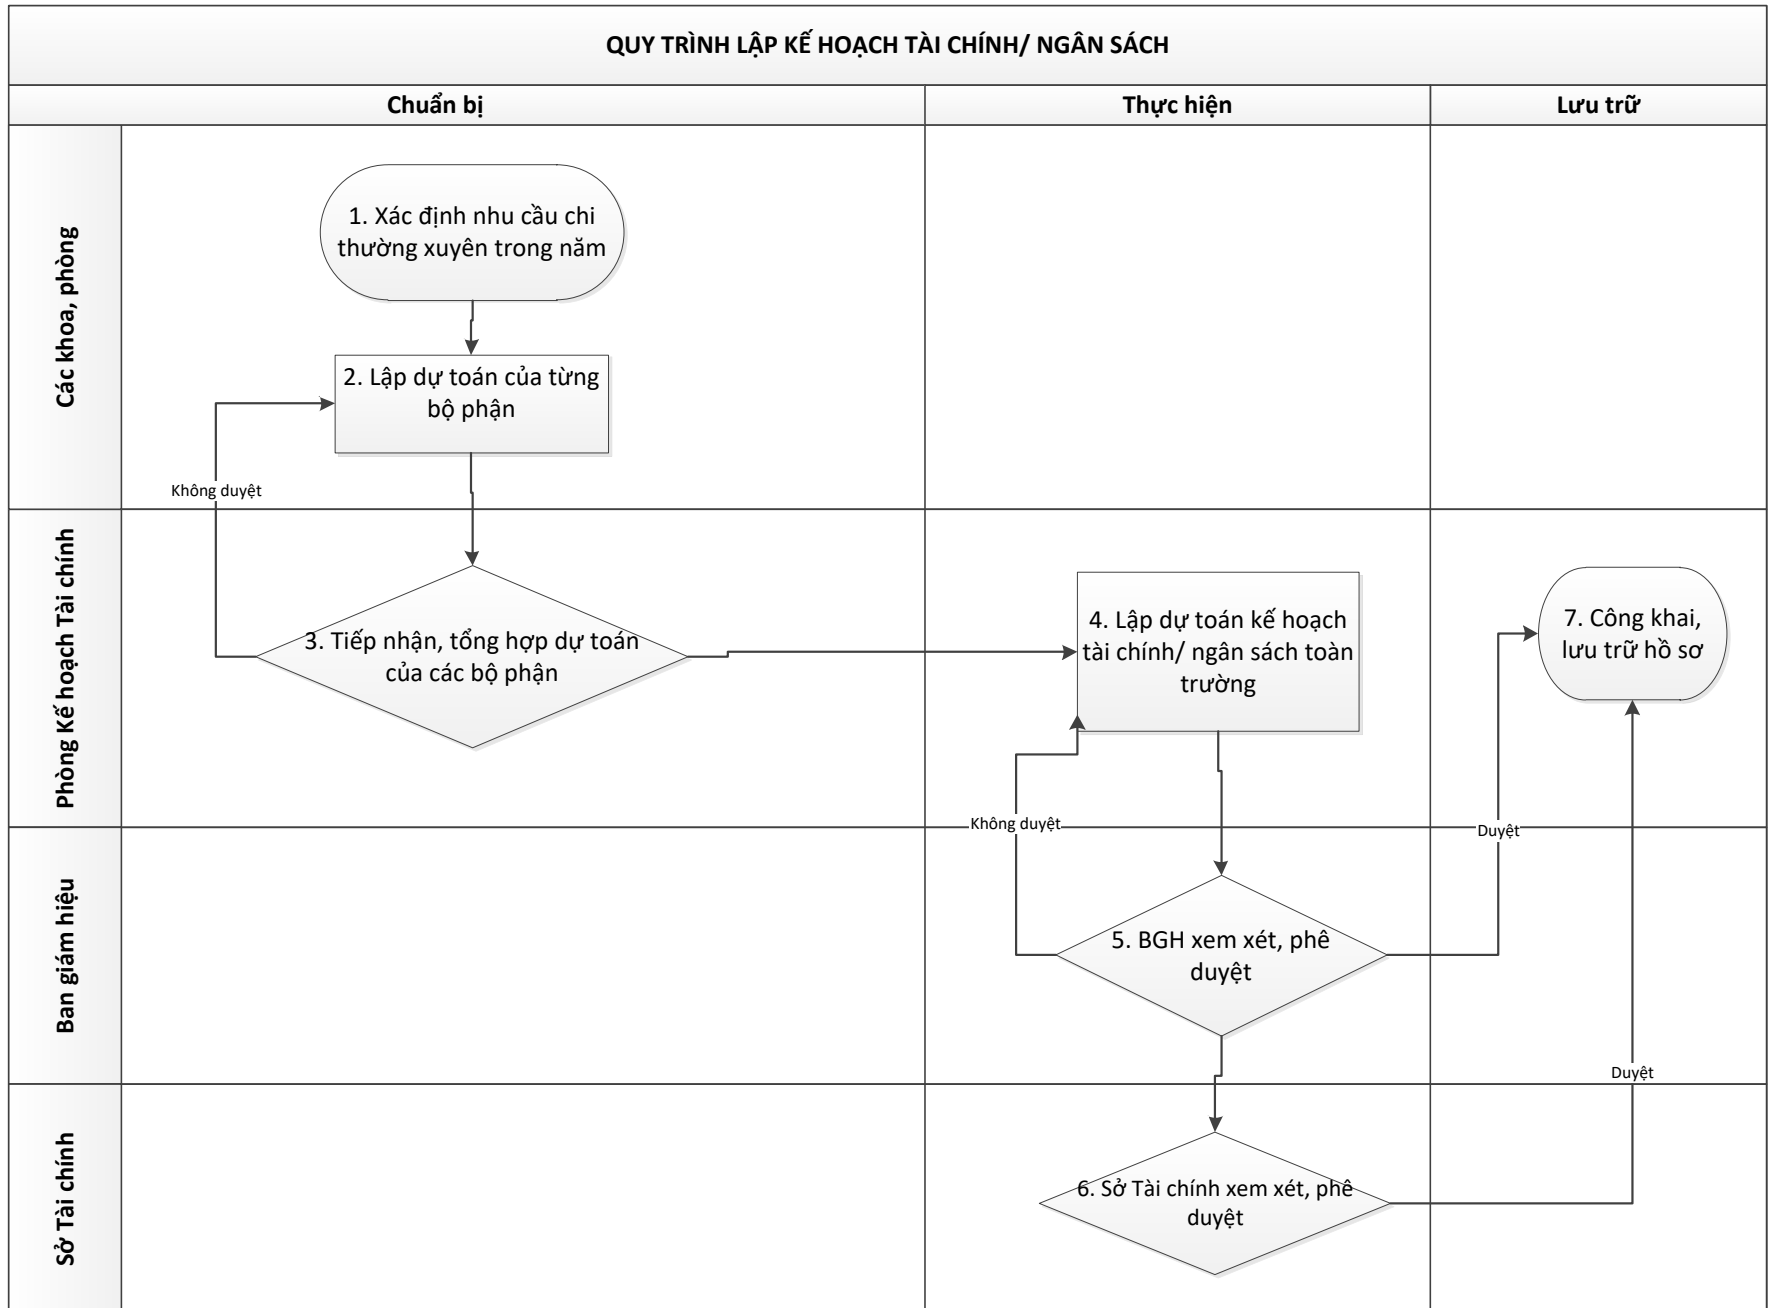 QUY TRÌNH LẬP KẾ HOẠCH TÀI CHÍNH/ NGÂN SÁCH
Chuẩn bị
Thực hiện
Lưu trữ
Các khoa, phòng
1. Xác định nhu cầu chi
thường xuyên trong năm
2. Lập dự toán của từng
bộ phận
Không duyệt
Phòng Kế hoạch Tài chính
3. Tiếp nhận, tổng hợp dự toán
của các bộ phận
4. Lập dự toán kế hoạch
tài chính/ ngân sách toàn
trường
7. Công khai,
lưu trữ hồ sơ
Không duyệt
Duyệt
Ban giám hiệu
5. BGH xem xét, phê
duyệt
Duyệt
Sở Tài chính
6. Sở Tài chính xem xét, phê
duyệt